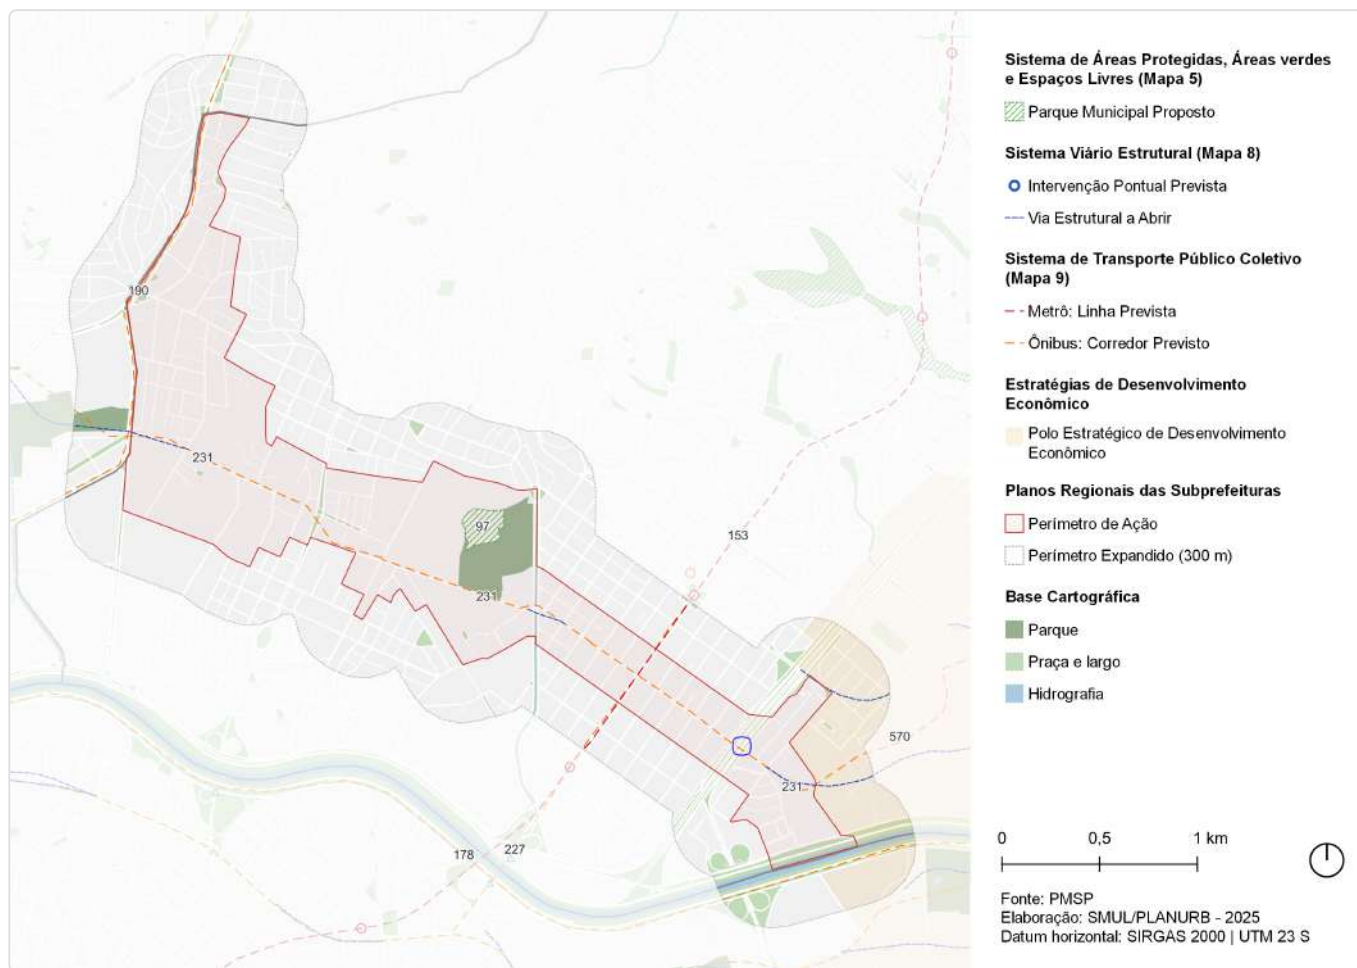 Sistema de Áreas Protegidas, Áreas verdes
e Espaços Livres (Mapa 5)
Parque Municipal Proposto
Sistema Viário Estrutural (Mapa 8)
Intervenção Pontual Prevista
Via Estrutural a Abrir
Sistema de Transporte Público Coletivo
(Mapa 9)
Metrô: Linha Prevista
Ônibus: Corredor Previsto
Estratégias de Desenvolvimento
Econômico
Polo Estratégico de Desenvolvimento
Econômico
Planos Regionais das Subprefeituras
Perímetro de Ação
Perímetro Expandido (300 m)
Base Cartográfica
Parque
Praça e largo
Hidrografia
0 0,5 1 km
Fonte: PMSP
Elaboração: SMUL/PLANURB - 2025
Datum horizontal: SIRGAS 2000 | UTM 23 S
190
231
97
153
231
570
231
178
227